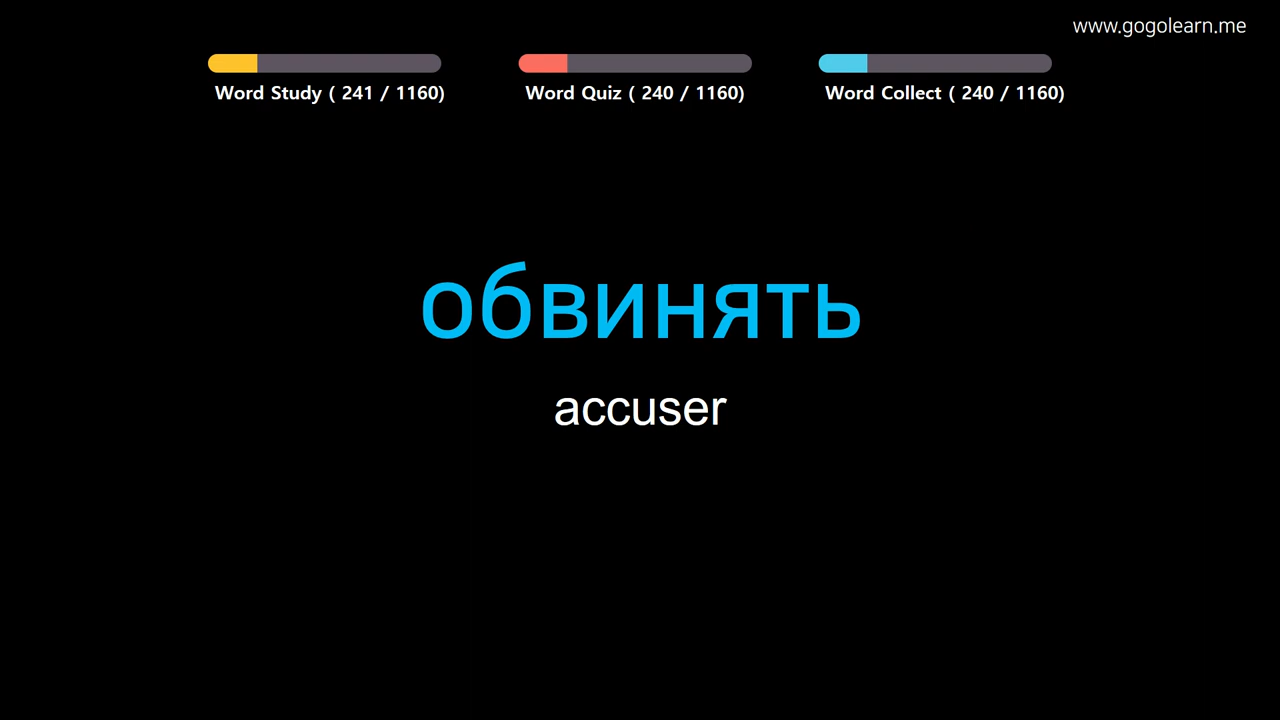 www.gogolearn.me
Word Study ( 241 / 1160)
Word Quiz ( 240 / 1160)
Word Collect ( 240 / 1160)
обвинять
accuser